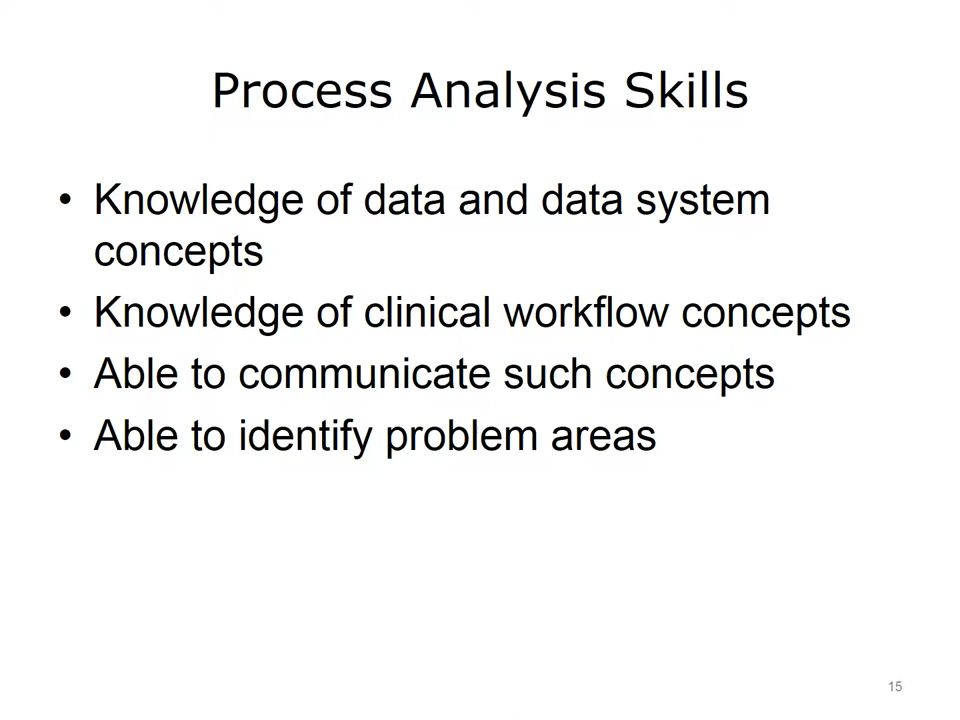 Process Analysis Skills
• Knowledge of data and data system
concepts
• Knowledge of clinical workflow concepts
• Able to communicate such concepts
• Able to identify problem areas
15